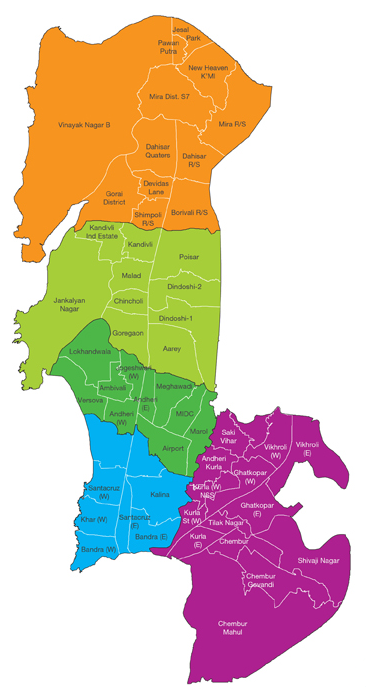 Jesal
Park
Pawan
Putra
New Heaven
K"Mi
Mira Dist. S7
Vinayak Nagar B
Mira R/S
Dahisar
Quaters
Dahisar
R/S
Devidas
Lane
Gorai
District
Shimpoli
R/S
Borivali R/S
Kandivli
Ind Estate
Kandivli
Poisar
Malad
Dindoshi-2
Jankalyan
Nagar
Chincholi
Dindoshi-1
Goregaon
Aarey
Lokhandwala
Jogeshwari
(W)
Meghawadi
Ambivali
Versova
Andheri
(E)
Andheri
(W)
MIDC
Marol
Airport
Saki
Vihar
Vikhroli
(W)
Vikhroli
(E)
Andheri
Kurla
Ghatkopar
(W)
Kurla (W)
NSS
Santacruz
(W)
Kalina
Ghatkopar
(E)
Kurla
St (W)
Tilak Nagar
Khar (W)
Santacruz
(E)
Bandra (E)
Kurla
(E)
Chembur
Bandra (W)
Shivaji Nagar
Chembur
Govandi
Chembur
Mahul